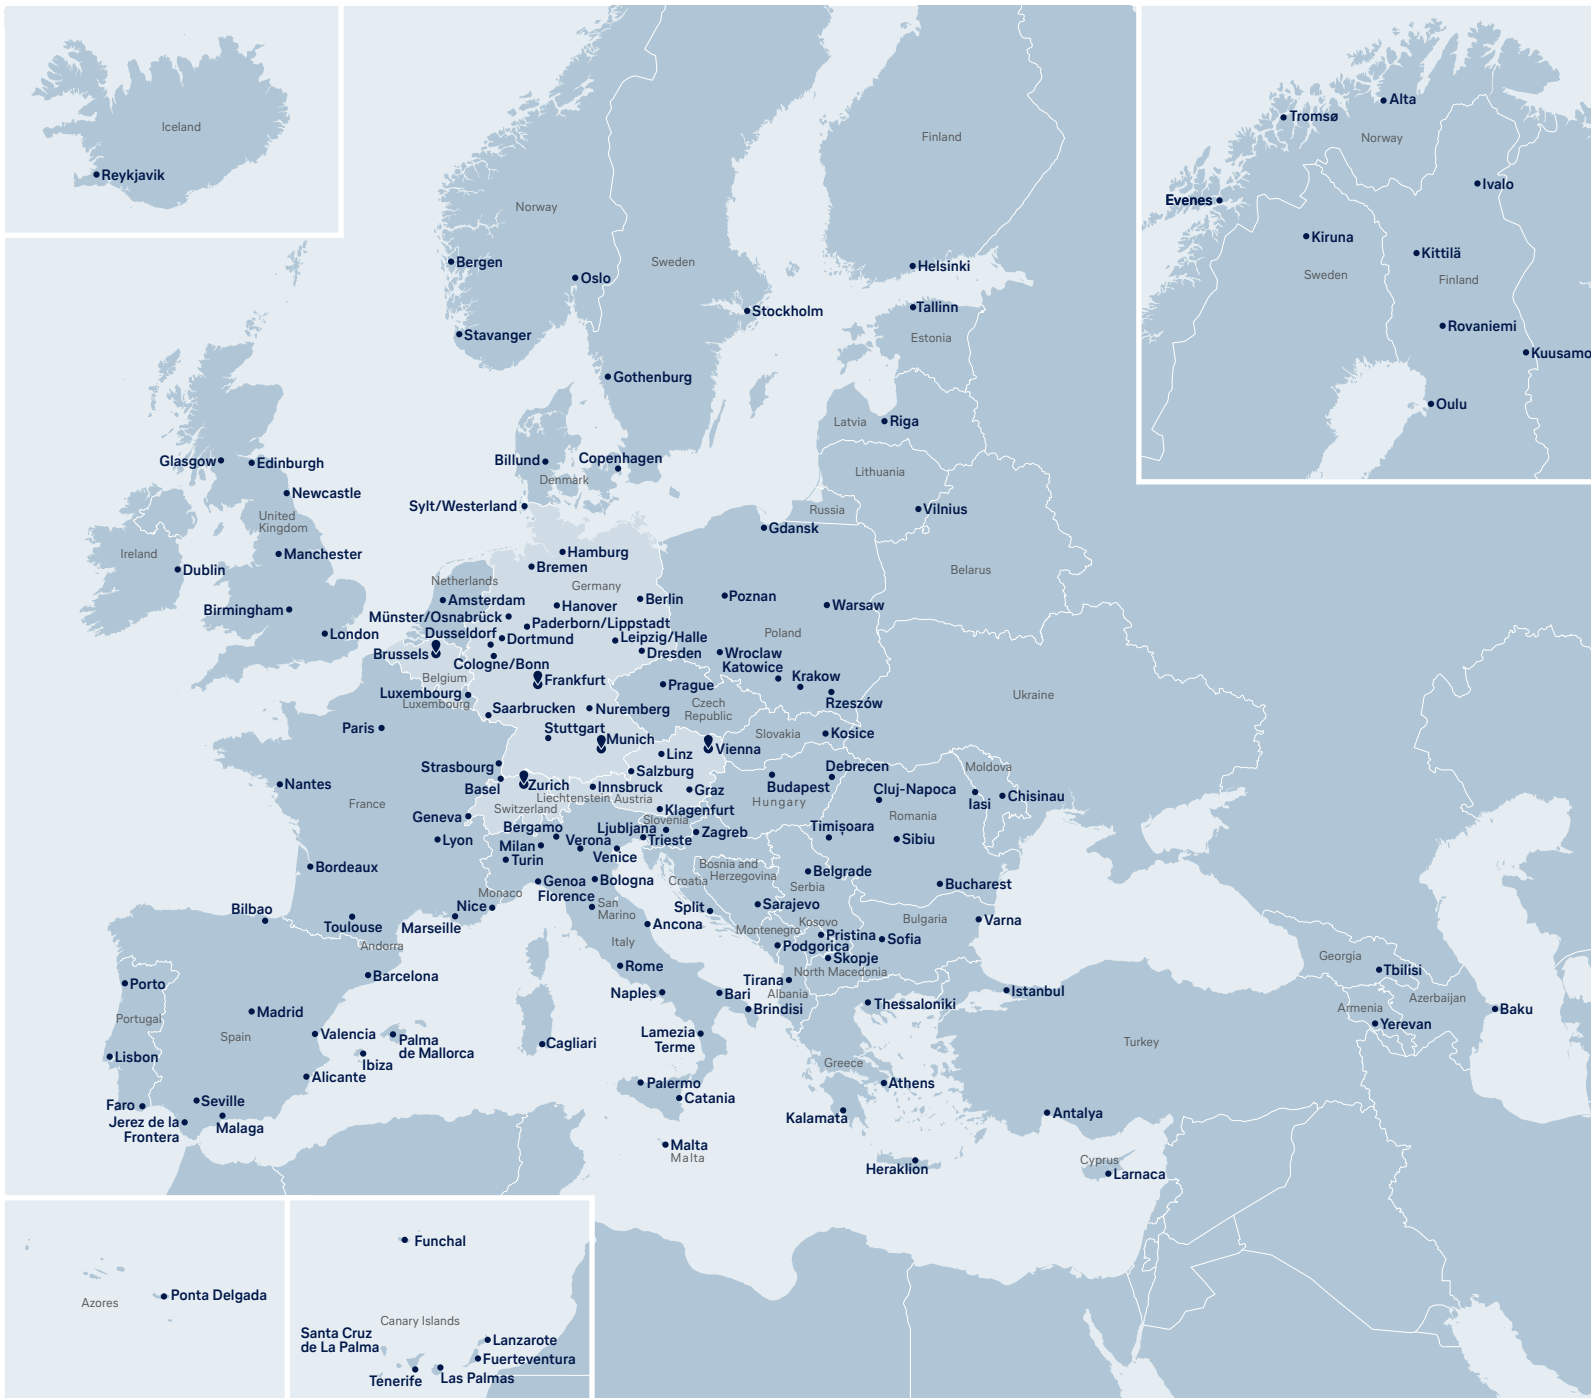 Iceland
Reykjavik
Finland
Norway
Sweden
Bergen
Oslo
Helsinki
Stockholm
Tallinn
Stavanger
Estonia
Gothenburg
Latvia
Riga
Alta
Tromsø
Norway
Ivalo
Evenes
Kiruna
Kittilä
Sweden
Finland
Rovaniemi
Kuusamo
Oulu
Glasgow
Edinburgh
Billund
Copenhagen
Denmark
Lithuania
Newcastle
Sylt/Westerland
Russia
Vilnius
United
Kingdom
Gdansk
Ireland
Manchester
Hamburg
Dublin
Bremen
Belarus
Netherlands
Germany
Birmingham
Amsterdam
Hanover
Berlin
Poznan
Warsaw
Münster/Osnabrück
Paderborn/Lippstadt
London
Dusseldorf
Dortmund
Leipzig/Halle
Poland
Brussels
Dresden
Wroclaw
Cologne/Bonn
Katowice
Belgium
Frankfurt
Krakow
Luxembourg
Prague
Ukraine
Luxembourg
Saarbrucken
Nuremberg
Czech
Republic
Rzeszów
Paris
Stuttgart
Munich
Slovakia
Kosice
Vienna
Linz
Strasbourg
Salzburg
Debrecen
Moldova
Nantes
Basel
Zurich
Innsbruck
Graz
Budapest
Cluj-Napoca
Iasi
Chisinau
France
Liechtenstein
Austria
Hungary
Switzerland
Klagenfurt
Romania
Geneva
Slovenia
Bergamo
Ljubljana
Zagreb
Timișoara
Lyon
Milan
Verona
Trieste
Sibiu
Turin
Venice
Bordeaux
Bosnia and
Herzegovina
Belgrade
Genoa
Bologna
Croatia
Serbia
Bucharest
Monaco
Florence
San
Marino
Nice
Split
Sarajevo
Bilbao
Toulouse
Marseille
Ancona
Montenegro
Kosovo
Bulgaria
Varna
Andorra
Italy
Pristina
Sofia
Podgorica
Skopje
Georgia
Barcelona
Rome
North Macedonia
Tbilisi
Porto
Tirana
Naples
Bari
Albania
Istanbul
Azerbaijan
Madrid
Brindisi
Thessaloniki
Armenia
Baku
Portugal
Yerevan
Spain
Valencia
Palma
de Mallorca
Lamezia
Terme
Cagliari
Turkey
Lisbon
Ibiza
Greece
Alicante
Palermo
Athens
Seville
Catania
Faro
Jerez de la
Frontera
Malaga
Kalamata
Antalya
Malta
Malta
Heraklion
Cyprus
Larnaca
Funchal
Azores
Ponta Delgada
Canary Islands
Santa Cruz
de La Palma
Lanzarote
Fuerteventura
Tenerife
Las Palmas